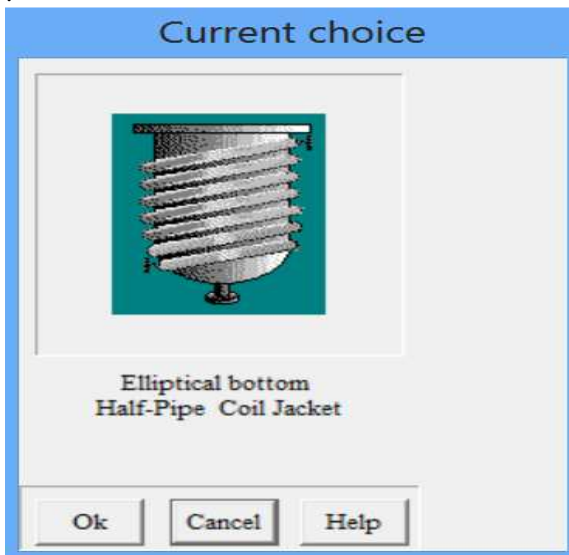 Current choice
Elliptical bottom
Half-Pipe Coil Jacket
Ok
Cancel
Help